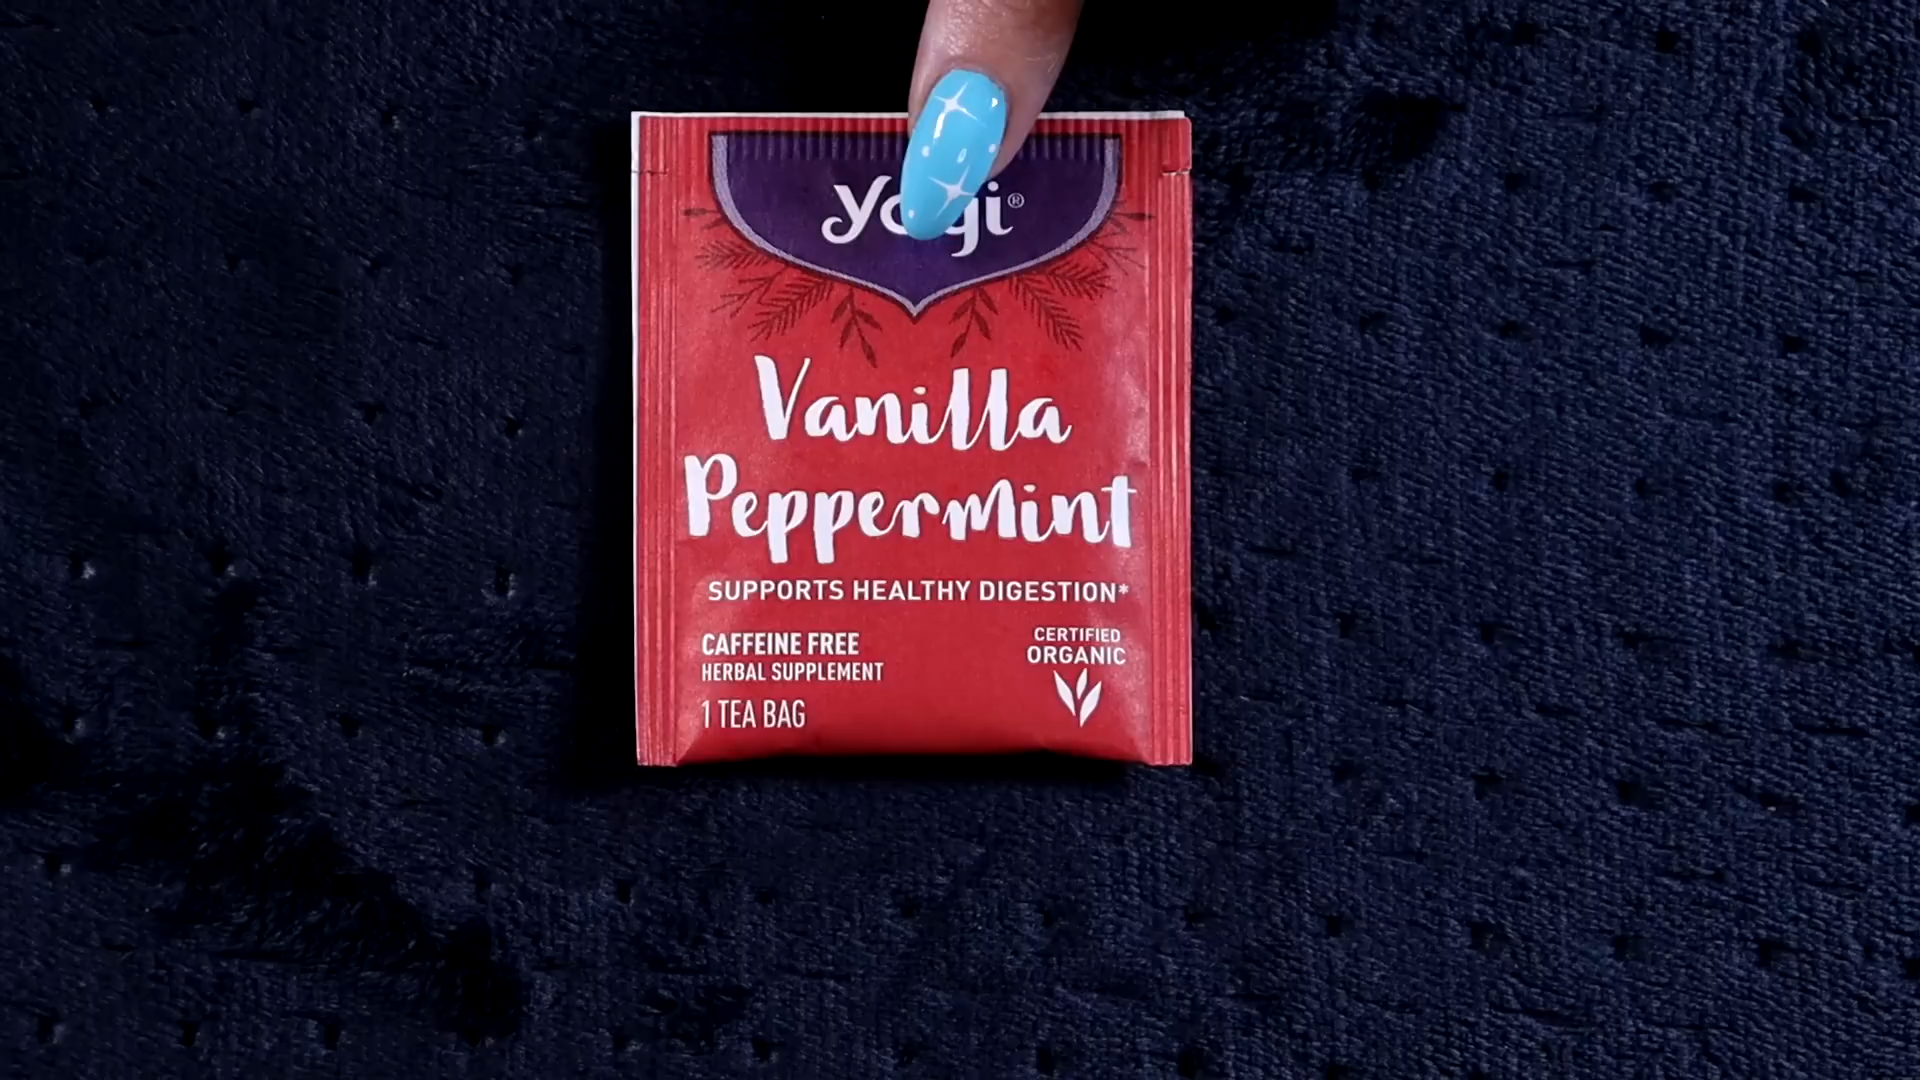 yogi®
Vanilla
Peppermint
SUPPORTS HEALTHY DIGESTION*
CAFFEINE FREE
HERBAL SUPPLEMENT
1 TEA BAG
CERTIFIED
ORGANIC